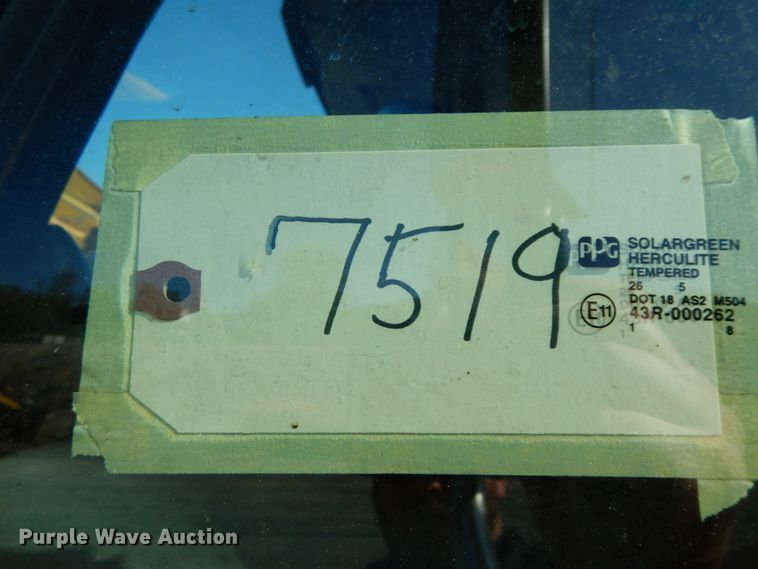 7519
PPG SOLARGREEN
HERCULITE
TEMPERED
26 5
DOT 18 AS2 M504
E11 43R-000262
1 8
Purple Wave Auction